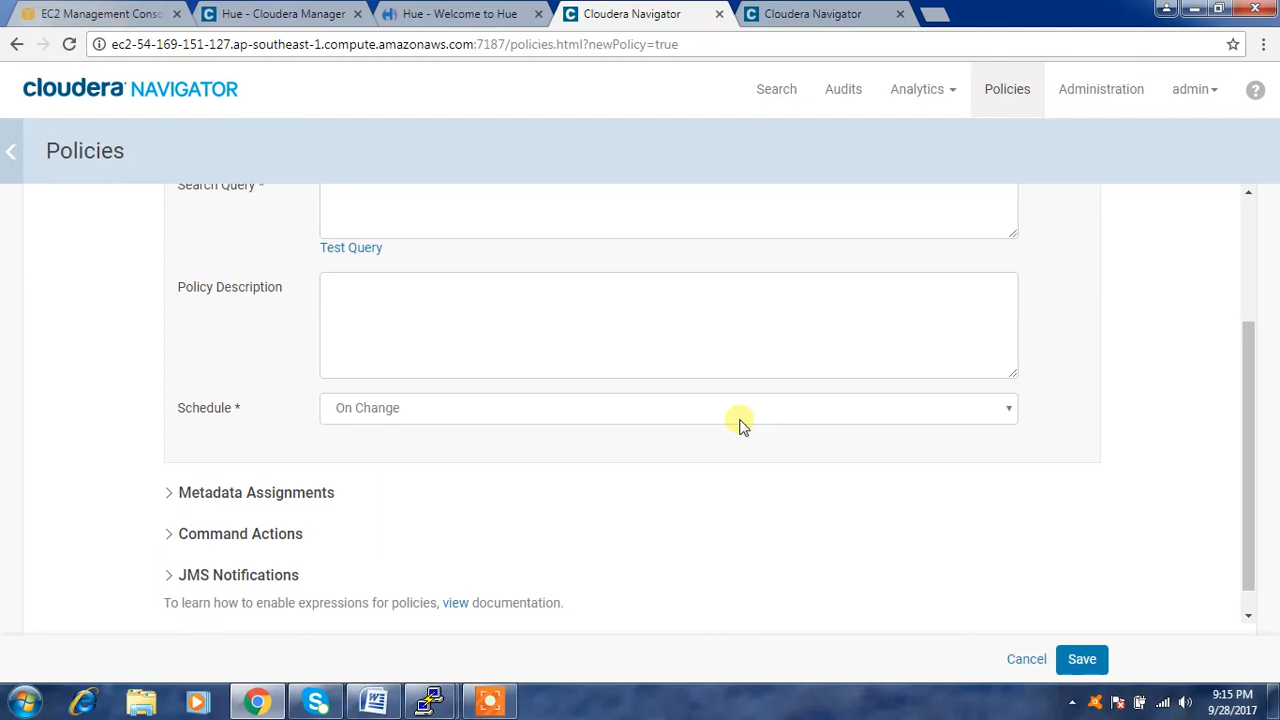 EC2 Management Conso
Hue - Cloudera Manager
Hue - Welcome to Hue
Cloudera Navigator
Cloudera Navigator
ec2-54-169-151-127.ap-southeast-1.compute.amazonaws.com:7187/policies.html?newPolicy=true
cloudera NAVIGATOR
Search
Audits
Analytics
Policies
Administration
admin
Policies
Search Query *
Test Query
Policy Description
Schedule *
On Change
Metadata Assignments
Command Actions
JMS Notifications
To learn how to enable expressions for policies, view documentation.
Cancel
Save
9:15 PM
9/28/2017